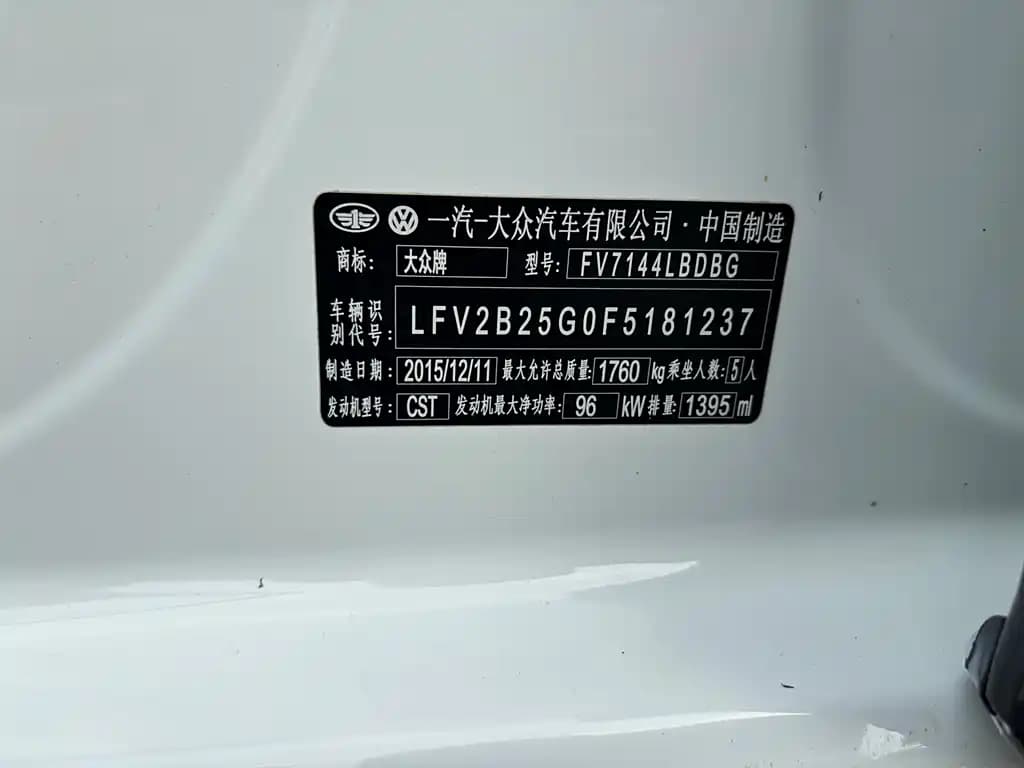 一汽-大众汽车有限公司·中国制造
商标: 大众牌 型号: FV7144LBDBG
车辆识别代号: LFV2B25G0F5181237
制造日期: 2015/12/11 最大允许总质量: 1760 kg 乘坐人数: 5 人
发动机型号: CST 发动机最大净功率: 96 kW 排量: 1395 ml